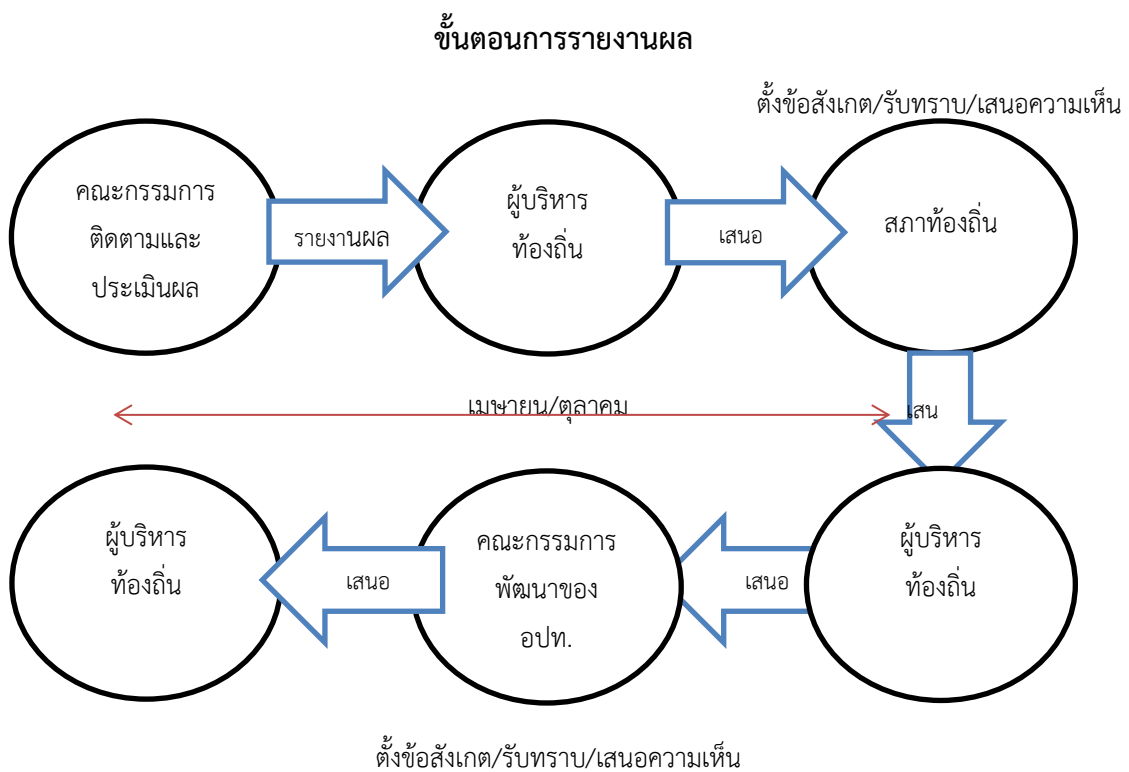 ขั้นตอนการรายงานผล
ตั้งข้อสังเกต/รับทราบ/เสนอความเห็น
คณะกรรมการ
ติดตามและ
ประเมินผล
รายงานผล
ผู้บริหาร
ท้องถิ่น
เสนอ
สภาท้องถิ่น
เมษายน/ตุลาคม
เสน
ผู้บริหาร
ท้องถิ่น
เสนอ
คณะกรรมการ
พัฒนาของ
อปท.
เสนอ
ผู้บริหาร
ท้องถิ่น
ตั้งข้อสังเกต/รับทราบ/เสนอความเห็น